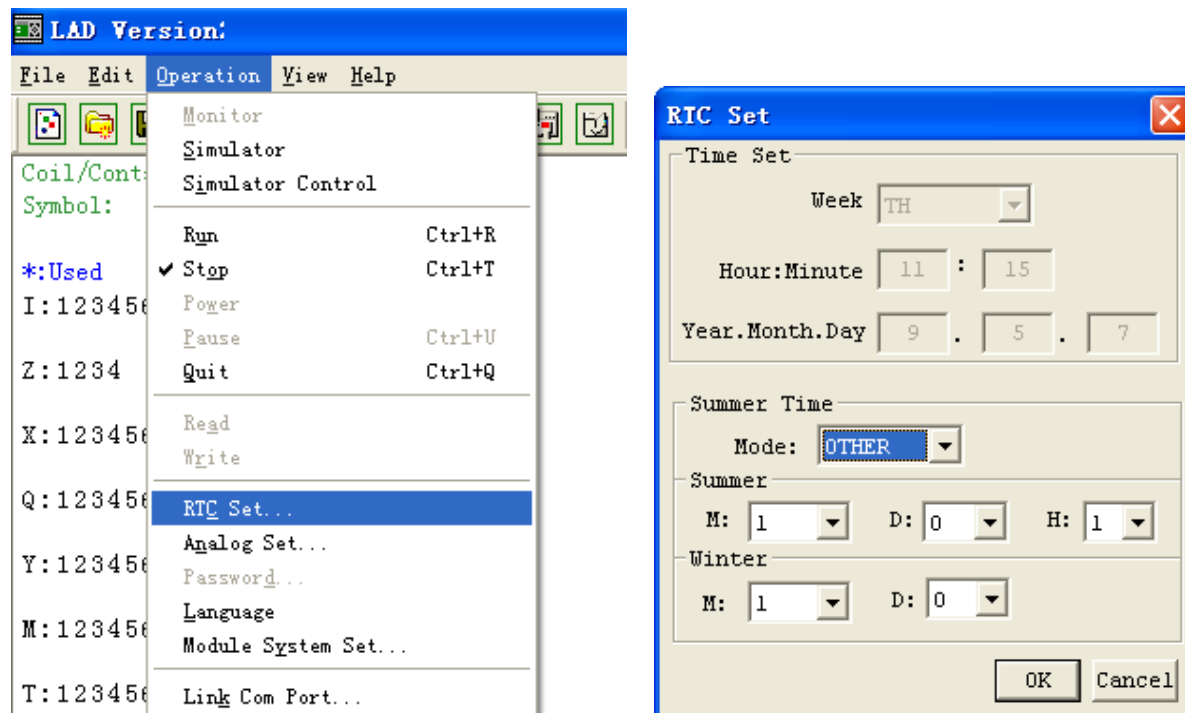 LAD Version:
File Edit Operation View Help
Coil/Cont
Symbol:
*:Used
I:123456
Z:1234
X:123456
Q:123456
Y:123456
M:123456
T:123456
Monitor
Simulator
Simulator Control
Run Ctrl+R
Stop Ctrl+T
Power
Pause Ctrl+U
Quit Ctrl+Q
Read
Write
RTC Set...
Analog Set...
Password...
Language
Module System Set...
Link Com Port...
RTC Set
Time Set
Week TH
Hour:Minute 11 : 15
Year.Month.Day 9 . 5 . 7
Summer Time
Mode: OTHER
Summer
M: 1 D: 0 H: 1
Winter
M: 1 D: 0
OK Cancel